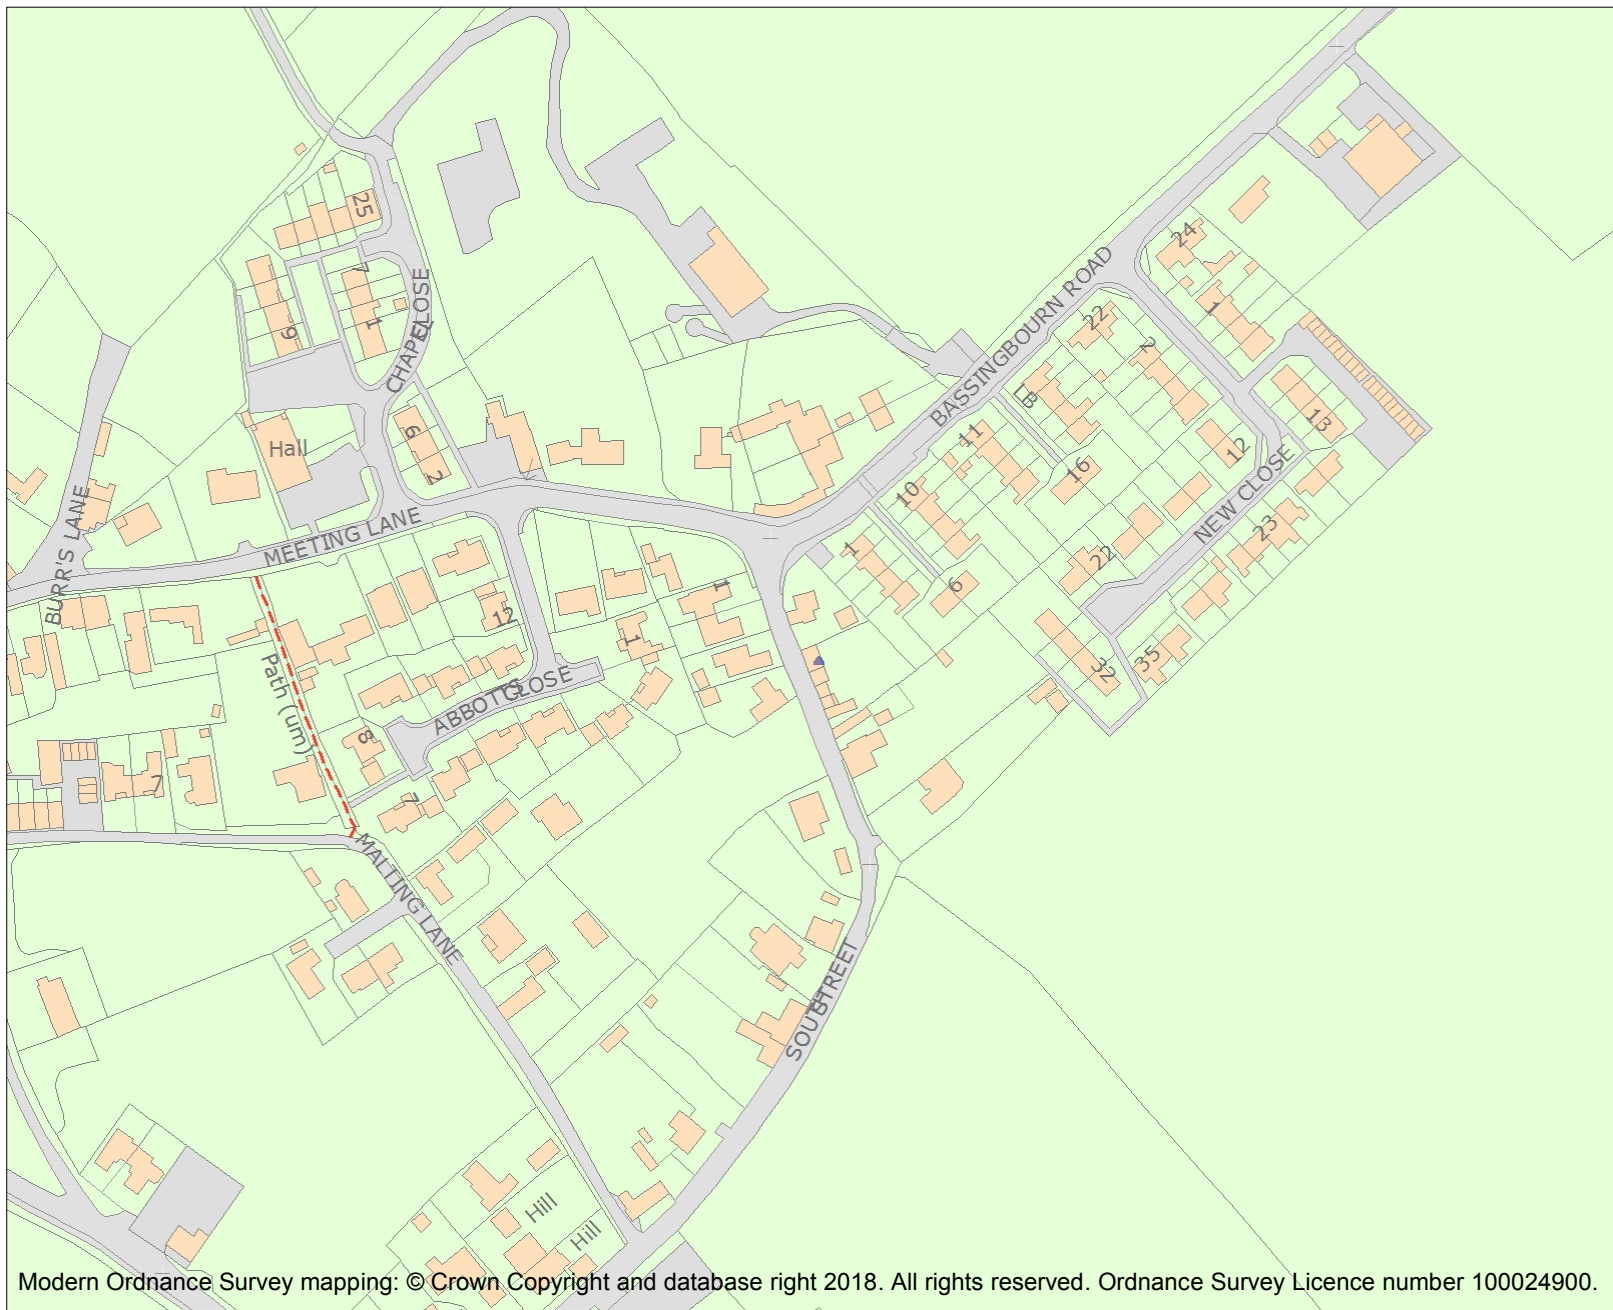 25
24
7
CHAPEL
CLOSE
BASSINGBOURN ROAD
22
1
1
9
2
LB
13
6
Hall
2
11
12
16
10
NEW CLOSE
BURR'S LANE
MEETING LANE
23
1
22
1
6
12
1
Path (um)
32
35
ABBOTTS
CLOSE
8
7
7
MALTING LANE
SOUTH
STREET
Hill
Hill
Modern Ordnance Survey mapping: © Crown Copyright and database right 2018. All rights reserved. Ordnance Survey Licence number 100024900.